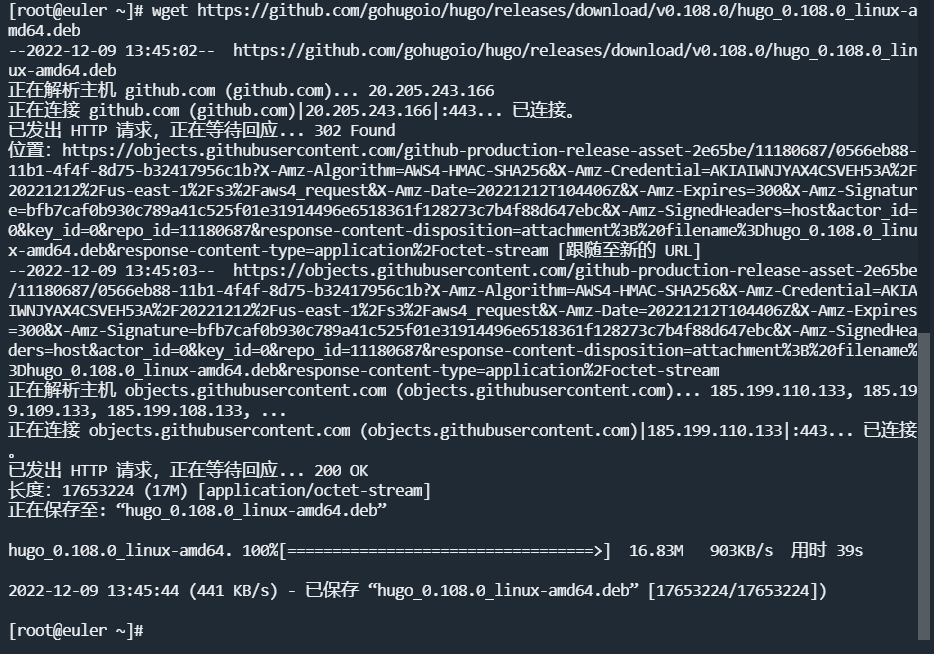 [root@euler ~]# wget https://github.com/gohugoio/hugo/releases/download/v0.108.0/hugo_0.108.0_linux-a
md64.deb
--2022-12-09 13:45:02--  https://github.com/gohugoio/hugo/releases/download/v0.108.0/hugo_0.108.0_lin
ux-amd64.deb
正在解析主机 github.com (github.com)... 20.205.243.166
正在连接 github.com (github.com)|20.205.243.166|:443... 已连接。
已发出 HTTP 请求，正在等待回应... 302 Found
位置：https://objects.githubusercontent.com/github-production-release-asset-2e65be/11180687/0566eb88-
11b1-4f4f-8d75-b32417956c1b?X-Amz-Algorithm=AWS4-HMAC-SHA256&X-Amz-Credential=AKIAIWNJYAX4CSVEH53A%2F
20221212%2Fus-east-1%2Fs3%2Faws4_request&X-Amz-Date=20221212T104406Z&X-Amz-Expires=300&X-Amz-Signatur
e=bfb7caf0b930c789a41c525f01e31914496e6518361f128273c7b4f88d647ebc&X-Amz-SignedHeaders=host&actor_id=
0&key_id=0&repo_id=11180687&response-content-disposition=attachment%3B%20filename%3Dhugo_0.108.0_linu
x-amd64.deb&response-content-type=application%2Foctet-stream [跟随至新的 URL]
--2022-12-09 13:45:03--  https://objects.githubusercontent.com/github-production-release-asset-2e65be
/11180687/0566eb88-11b1-4f4f-8d75-b32417956c1b?X-Amz-Algorithm=AWS4-HMAC-SHA256&X-Amz-Credential=AKIA
IWNJYAX4CSVEH53A%2F20221212%2Fus-east-1%2Fs3%2Faws4_request&X-Amz-Date=20221212T104406Z&X-Amz-Expires
=300&X-Amz-Signature=bfb7caf0b930c789a41c525f01e31914496e6518361f128273c7b4f88d647ebc&X-Amz-SignedHea
ders=host&actor_id=0&key_id=0&repo_id=11180687&response-content-disposition=attachment%3B%20filename%
3Dhugo_0.108.0_linux-amd64.deb&response-content-type=application%2Foctet-stream
正在解析主机 objects.githubusercontent.com (objects.githubusercontent.com)... 185.199.110.133, 185.19
9.109.133, 185.199.108.133, ...
正在连接 objects.githubusercontent.com (objects.githubusercontent.com)|185.199.110.133|:443... 已连接
。
已发出 HTTP 请求，正在等待回应... 200 OK
长度：17653224 (17M) [application/octet-stream]
正在保存至: “hugo_0.108.0_linux-amd64.deb”
hugo_0.108.0_linux-amd64. 100%[==================================>]  16.83M   903KB/s  用时 39s
2022-12-09 13:45:44 (441 KB/s) - 已保存 “hugo_0.108.0_linux-amd64.deb” [17653224/17653224])
[root@euler ~]#